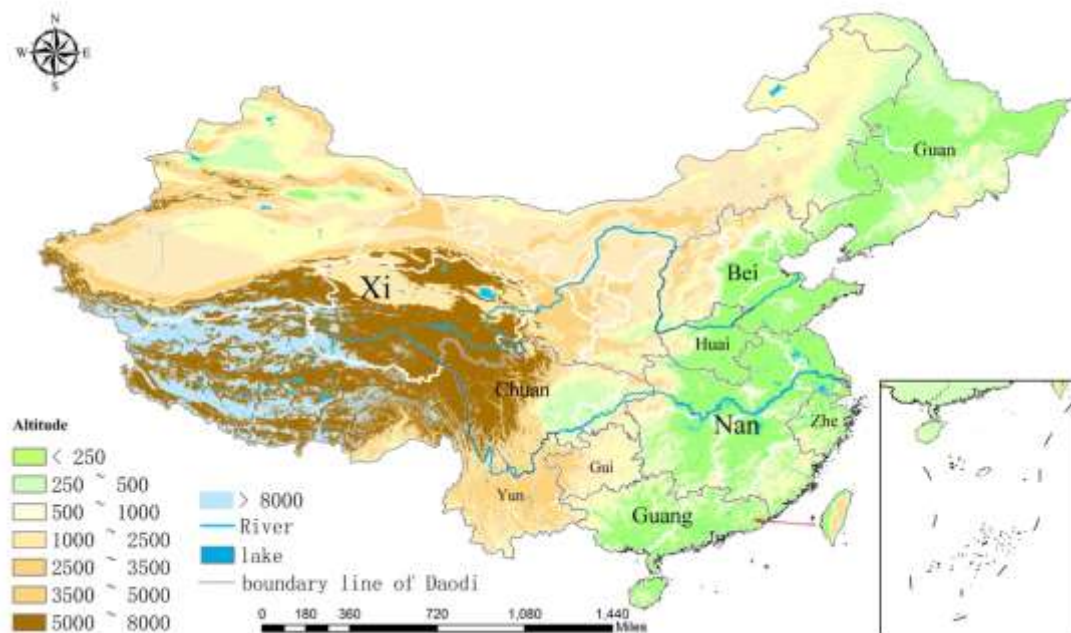 N
W E
S
Guan
Bei
Xi
Huai
Chuan
Nan
Zhe
Gui
Yun
Guang
Altitude
< 250
250 ~ 500
500 ~ 1000
1000 ~ 2500
2500 ~ 3500
3500 ~ 5000
5000 ~ 8000
> 8000
River
lake
boundary line of Daodi
0 180 360 720 1,080 1,440
Miles